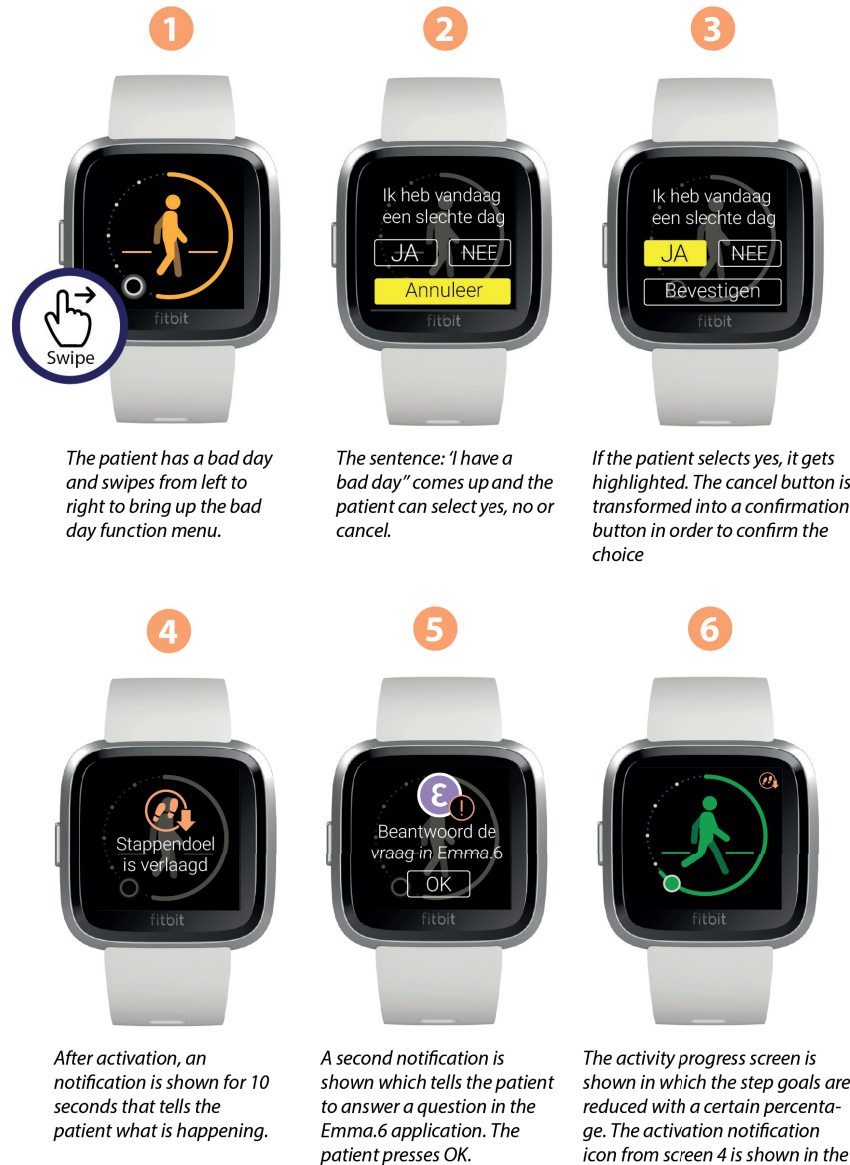 1
2
3
Ik heb vandaag
een slechte dag
JA NEE
Annuleer
fitbit
Ik heb vandaag
een slechte dag
JA NEE
Bevestigen
fitbit
fitbit
Swipe
The patient has a bad day
and swipes from left to
right to bring up the bad
day function menu.
The sentence: ‘I have a
bad day” comes up and the
patient can select yes, no or
cancel.
If the patient selects yes, it gets
highlighted. The cancel button is
transformed into a confirmation
button in order to confirm the
choice
4
5
6
Stappendoel
is verlaagd
fitbit
Beantwoord de
vraag in Emma.6
OK
fitbit
fitbit
After activation, an
notification is shown for 10
seconds that tells the
patient what is happening.
A second notification is
shown which tells the patient
to answer a question in the
Emma.6 application. The
patient presses OK.
The activity progress screen is
shown in which the step goals are
reduced with a certain percenta-
ge. The activation notification
icon from screen 4 is shown in the